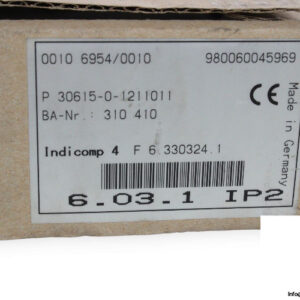 0010 6954/0010 980060045969
P 30615-0-1211011
BA-Nr.: 310 410
CE
Made in Germany
Indicomp 4 F 6.330324.1
6.03.1 IP2